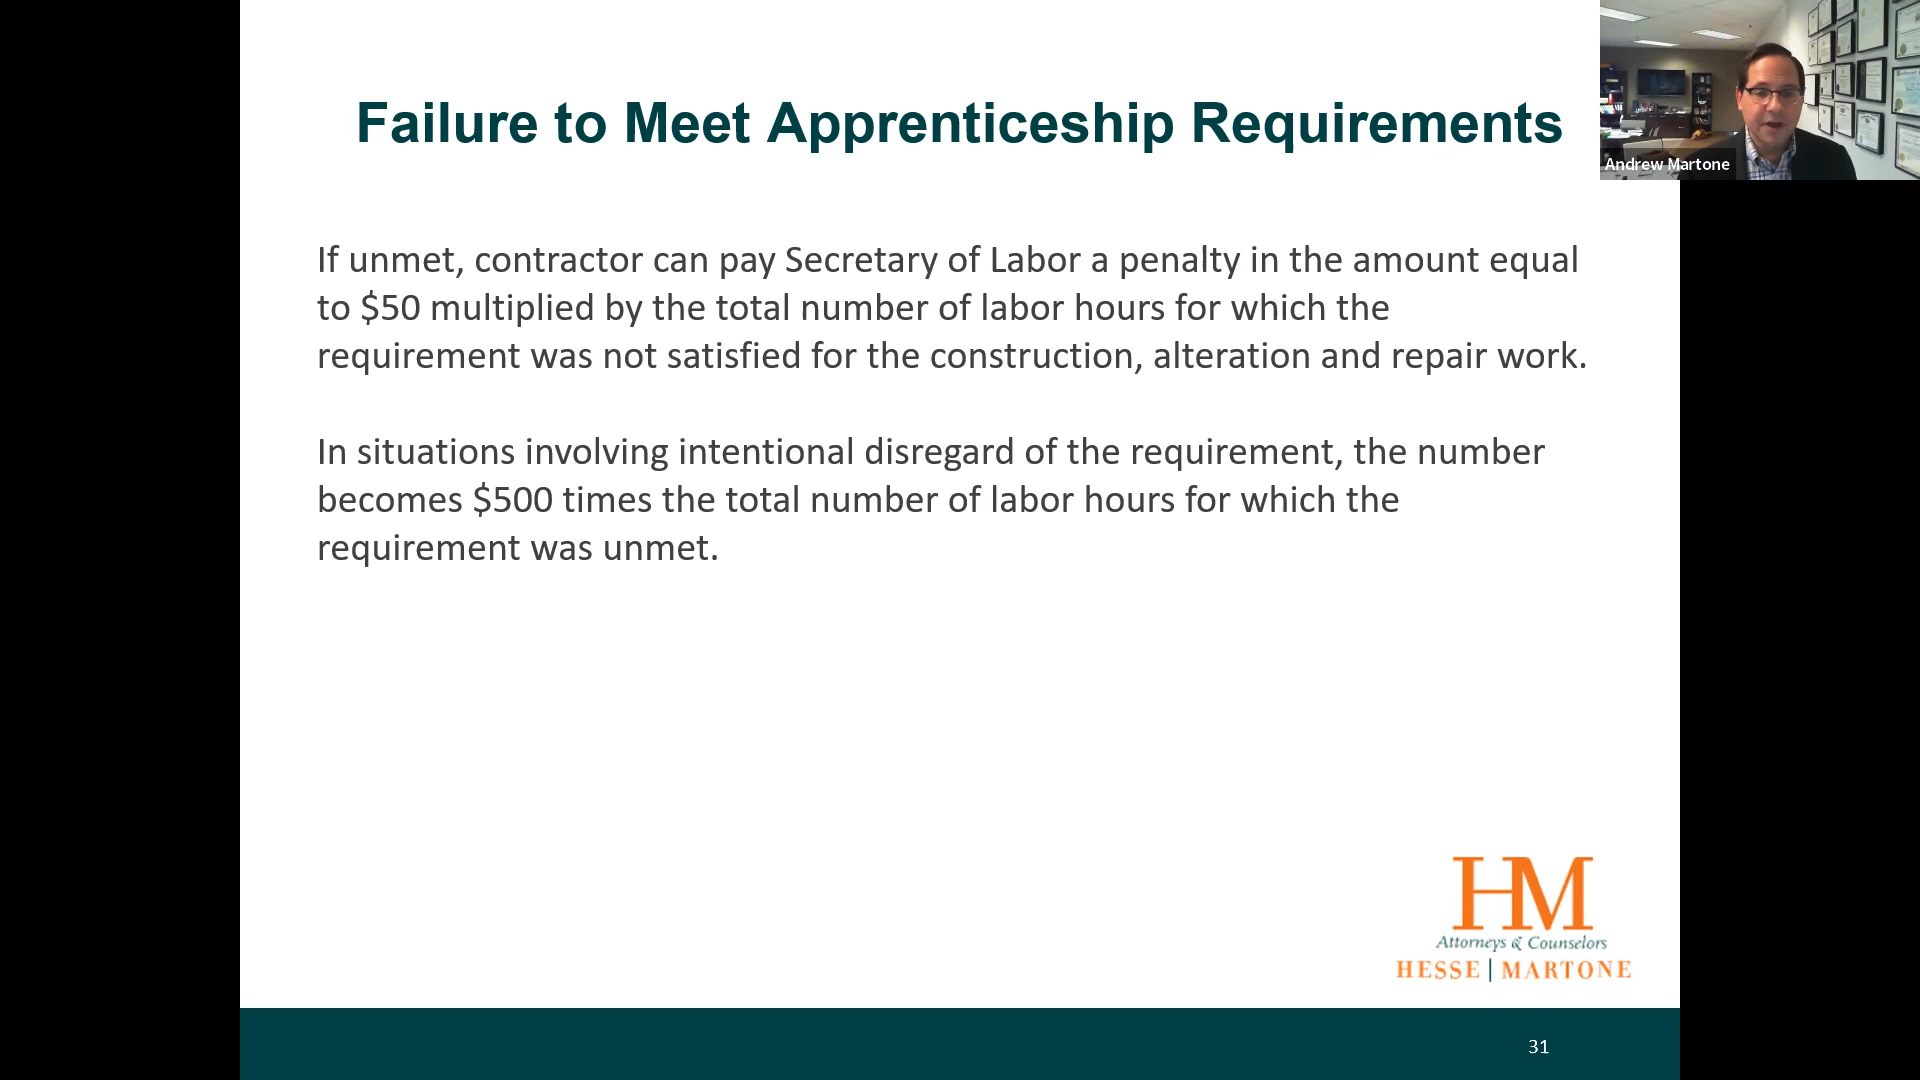 Failure to Meet Apprenticeship Requirements
Andrew Martone
If unmet, contractor can pay Secretary of Labor a penalty in the amount equal
to $50 multiplied by the total number of labor hours for which the
requirement was not satisfied for the construction, alteration and repair work.
In situations involving intentional disregard of the requirement, the number
becomes $500 times the total number of labor hours for which the
requirement was unmet.
HM
Attorneys & Counselors
HESSE | MARTONE
31